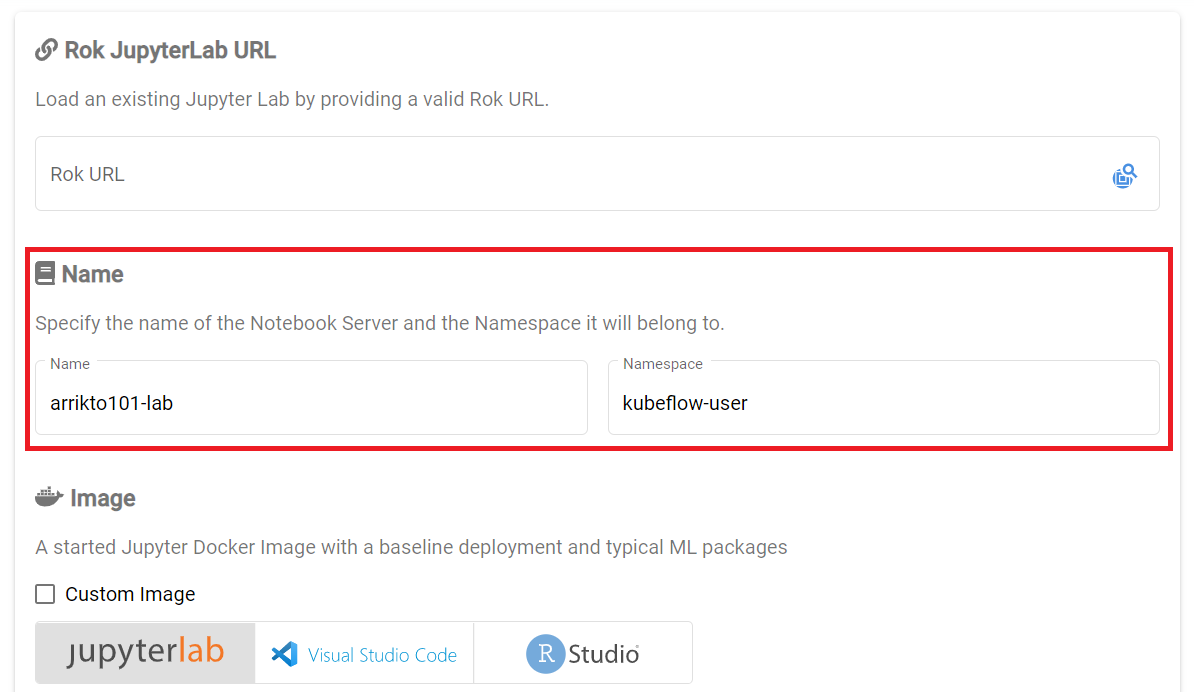 Rok JupyterLab URL
Load an existing Jupyter Lab by providing a valid Rok URL.
Rok URL
Name
Specify the name of the Notebook Server and the Namespace it will belong to.
Name
Namespace
arrikto101-lab
kubeflow-user
Image
A started Jupyter Docker Image with a baseline deployment and typical ML packages
Custom Image
jupyterlab
Visual Studio Code
R Studio